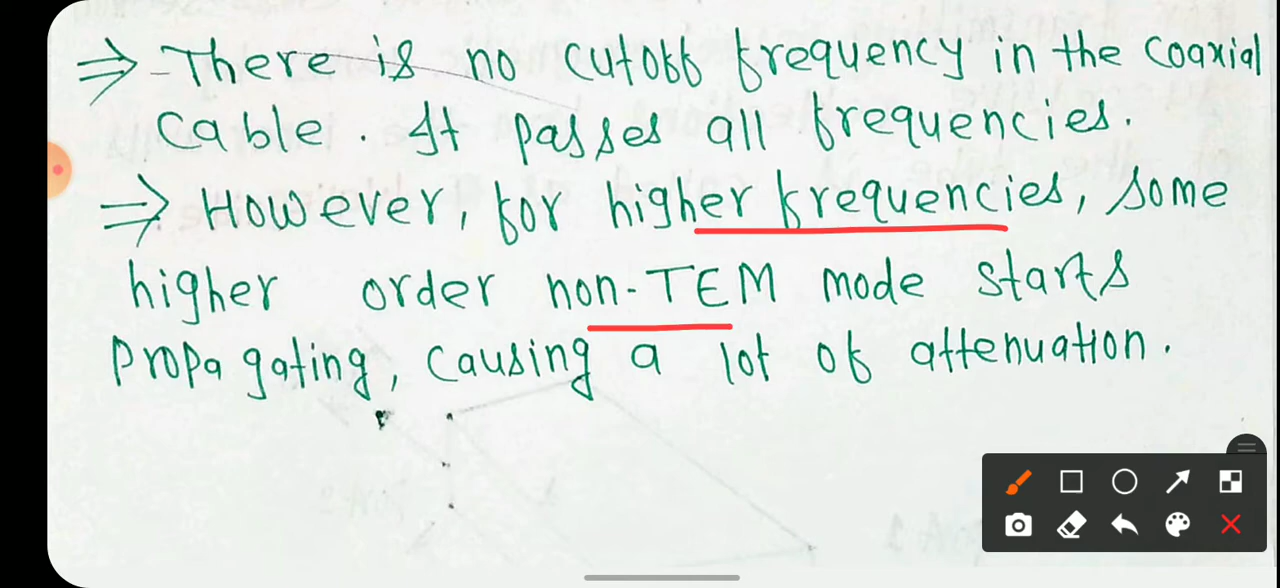 ⇒ There is no cutoff frequency in the coaxial
cable. It passes all frequencies.
⇒ However, for higher frequencies, some
higher order non-TEM mode starts
propagating, causing a lot of attenuation.